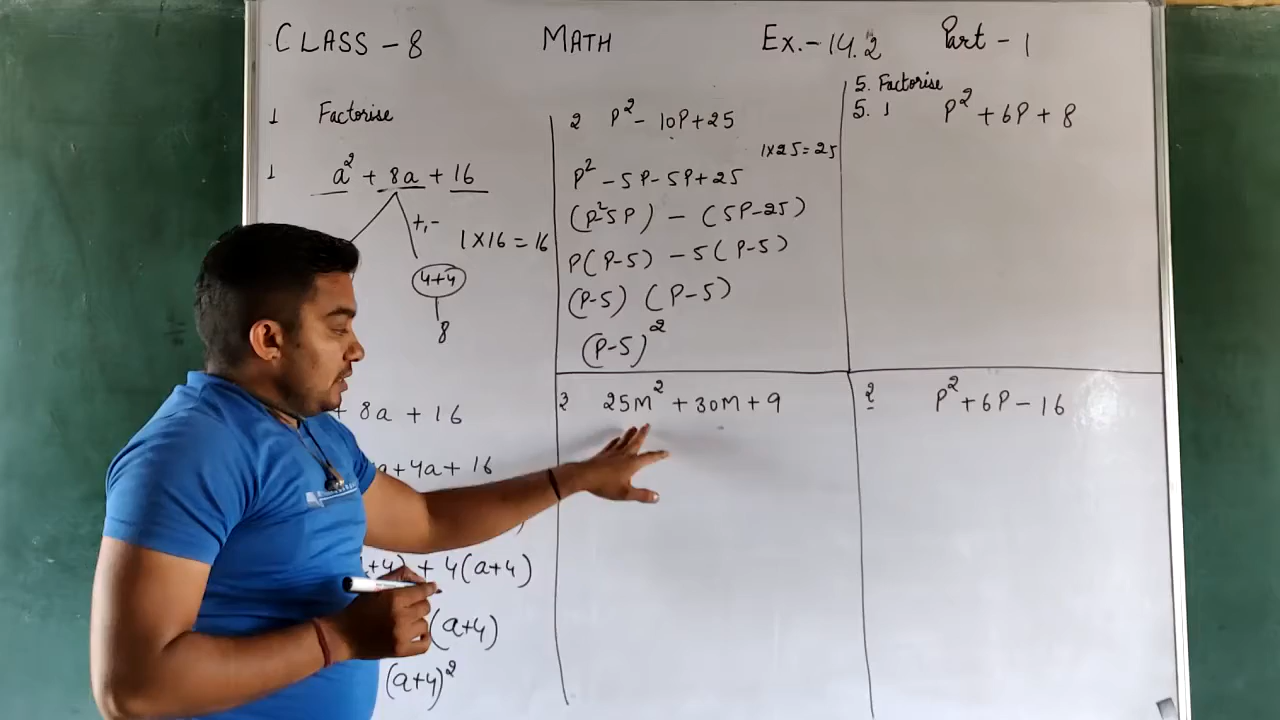 CLASS - 8 MATH Ex.-14.2 Part - 1
1 Factorise
1 a² + 8a + 16
+,-
1 X 16 = 16
4+4
8
+ 8a + 16
+4a + 16
+4) + 4(a+4)
(a+4)
(a+4)²
2 P² - 10P + 25
1 X 25 = 25
P² - 5P - 5P + 25
(P² 5P) - (5P - 25)
P(P-5) - 5(P-5)
(P-5) (P-5)
(P-5)²
3 25M² + 30M + 9
5. Factorise
5. 1 P² + 6P + 8
2 P² + 6P - 16